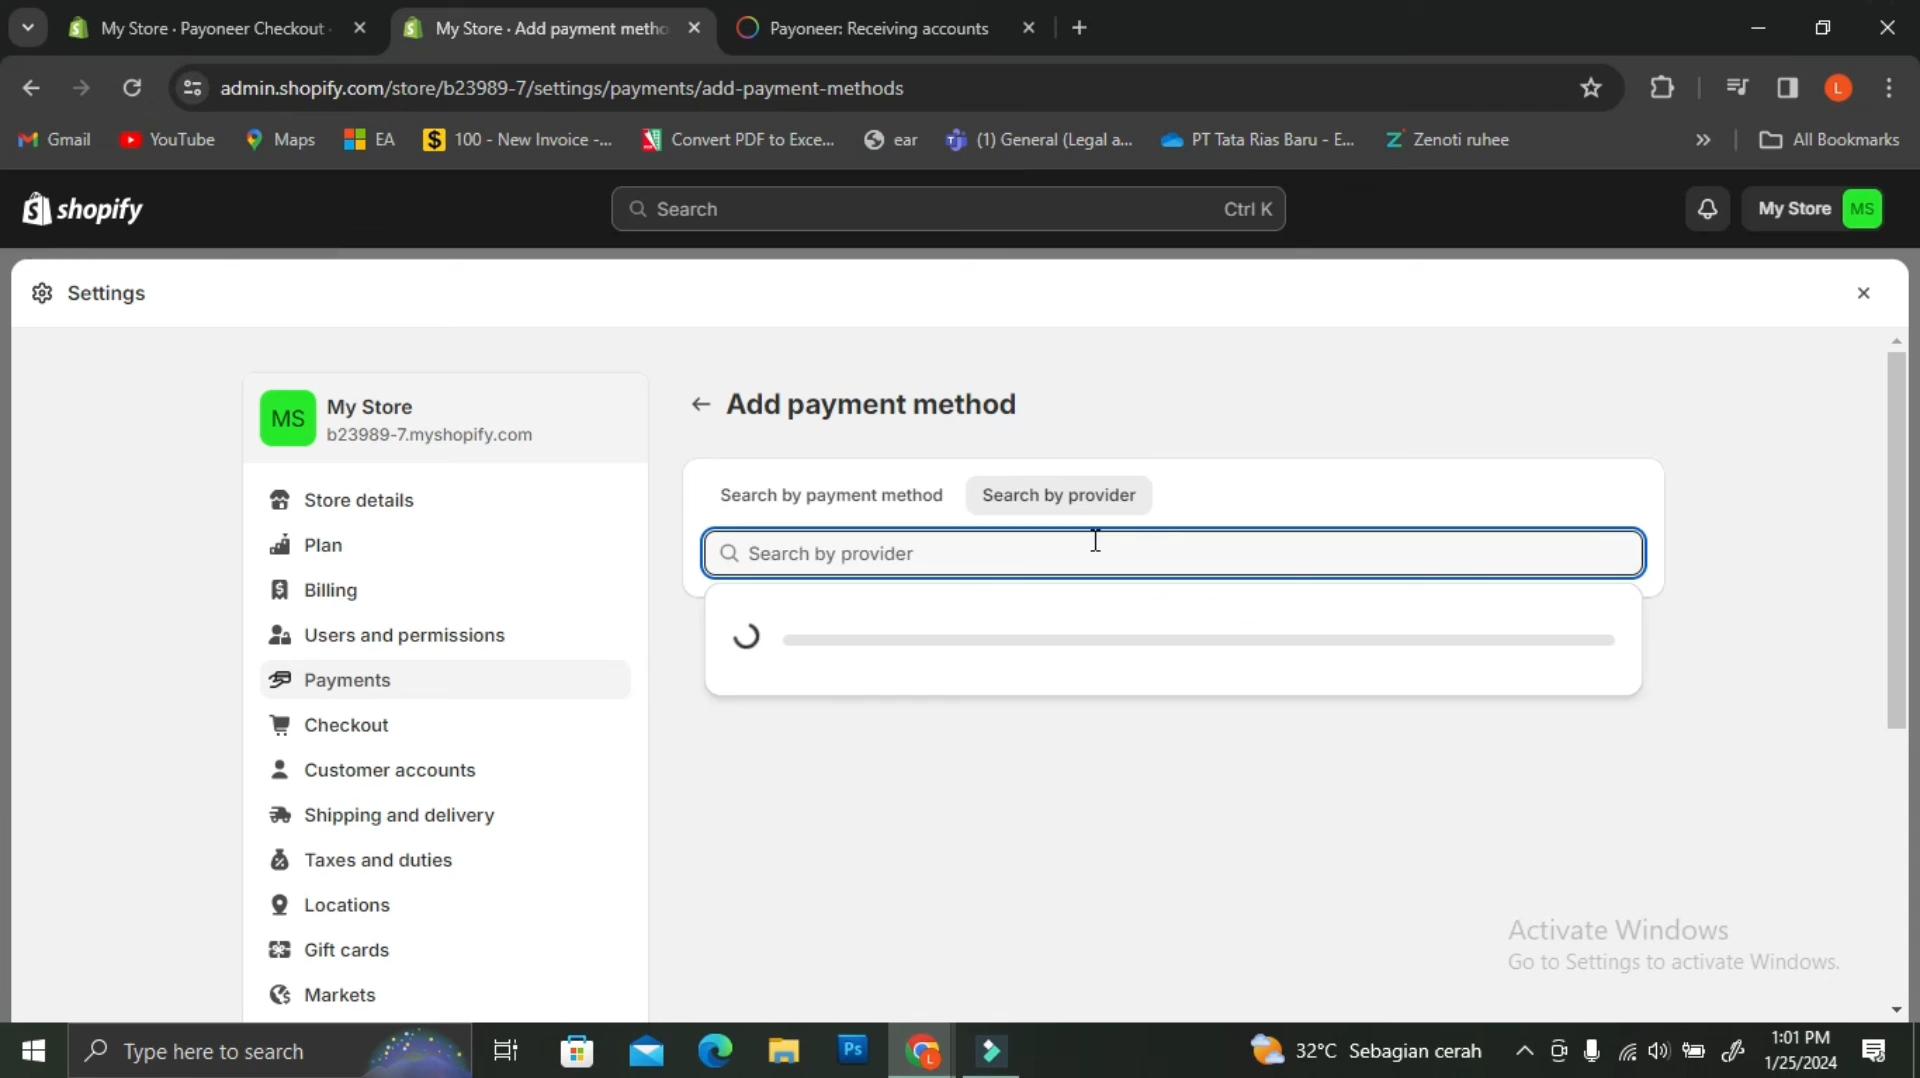 My Store · Payoneer Checkout
My Store · Add payment metho
Payoneer: Receiving accounts
admin.shopify.com/store/b23989-7/settings/payments/add-payment-methods
L
Gmail
YouTube
Maps
EA
100 - New Invoice -...
Convert PDF to Exce...
ear
(1) General (Legal a...
PT Tata Rias Baru - E...
Zenoti ruhee
All Bookmarks
shopify
Search
Ctrl K
My Store
MS
Settings
MS
My Store
b23989-7.myshopify.com
Store details
Plan
Billing
Users and permissions
Payments
Checkout
Customer accounts
Shipping and delivery
Taxes and duties
Locations
Gift cards
Markets
Add payment method
Search by payment method
Search by provider
Search by provider
Activate Windows
Go to Settings to activate Windows.
Type here to search
Ps
L
32°C Sebagian cerah
1:01 PM
1/25/2024